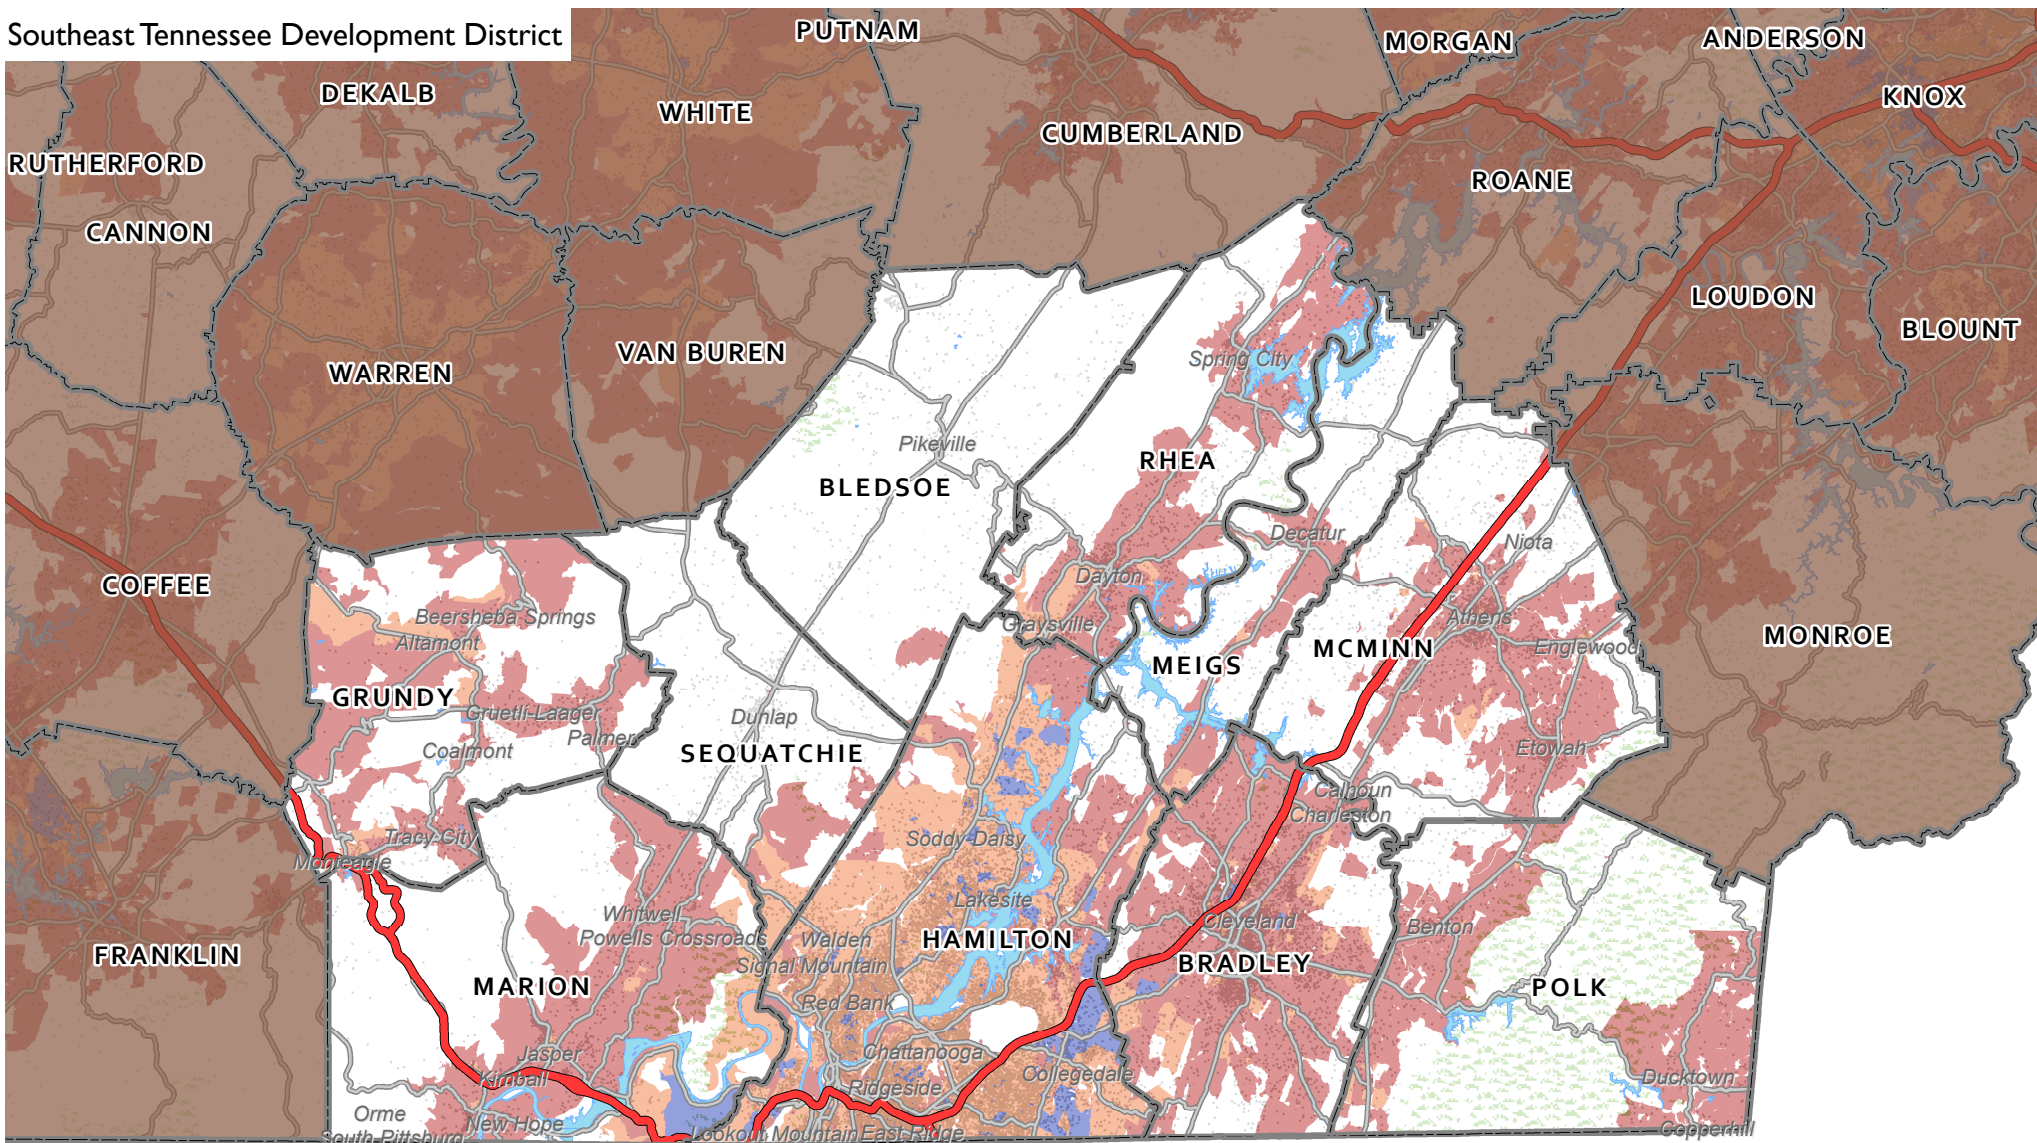 Southeast Tennessee Development District
PUTNAM
MORGAN
ANDERSON
DEKALB
WHITE
KNOX
CUMBERLAND
RUTHERFORD
ROANE
CANNON
LOUDON
BLOUNT
VAN BUREN
WARREN
Spring City
Pikeville
RHEA
BLEDSOE
Decatur
Niota
COFFEE
Dayton
Beersheba Springs
Altamont
Graysville
Athens
MONROE
Englewood
MCMINN
MEIGS
GRUNDY
Gruetli-Laager
Dunlap
Palmer
Coalmont
SEQUATCHIE
Etowah
Calhoun
Charleston
Tracy City
Soddy-Daisy
Monteagle
Lakesite
Whitwell
Cleveland
Benton
Powells Crossroads
Walden
HAMILTON
FRANKLIN
Signal Mountain
BRADLEY
MARION
POLK
Red Bank
Jasper
Chattanooga
Collegedale
Kimball
Ridgeside
Ducktown
Orme
New Hope
South Pittsburg
Lookout Mountain
East Ridge
Copperhill